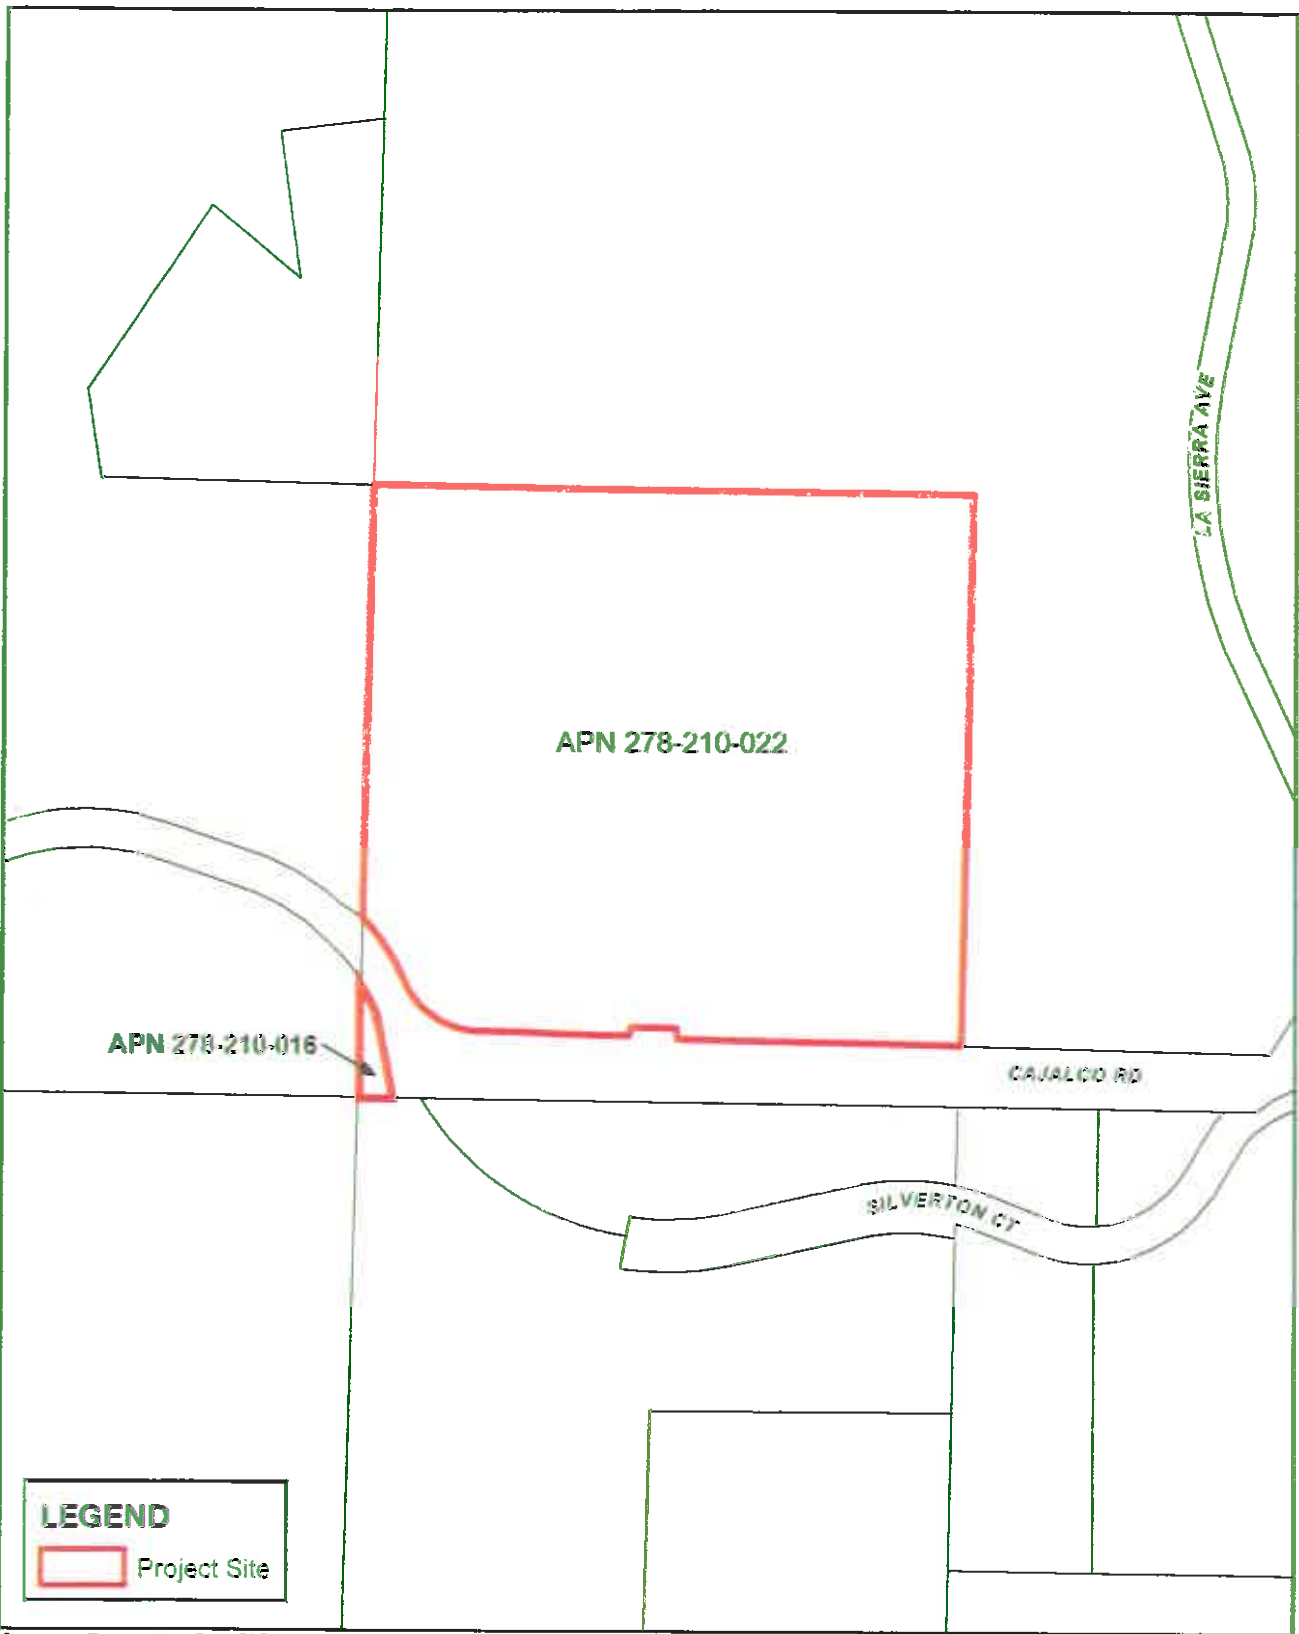 LA SIERRA AVE
APN 278-210-022
APN 278-210-016
CAJALCO RD
SILVERTON CT
LEGEND
Project Site